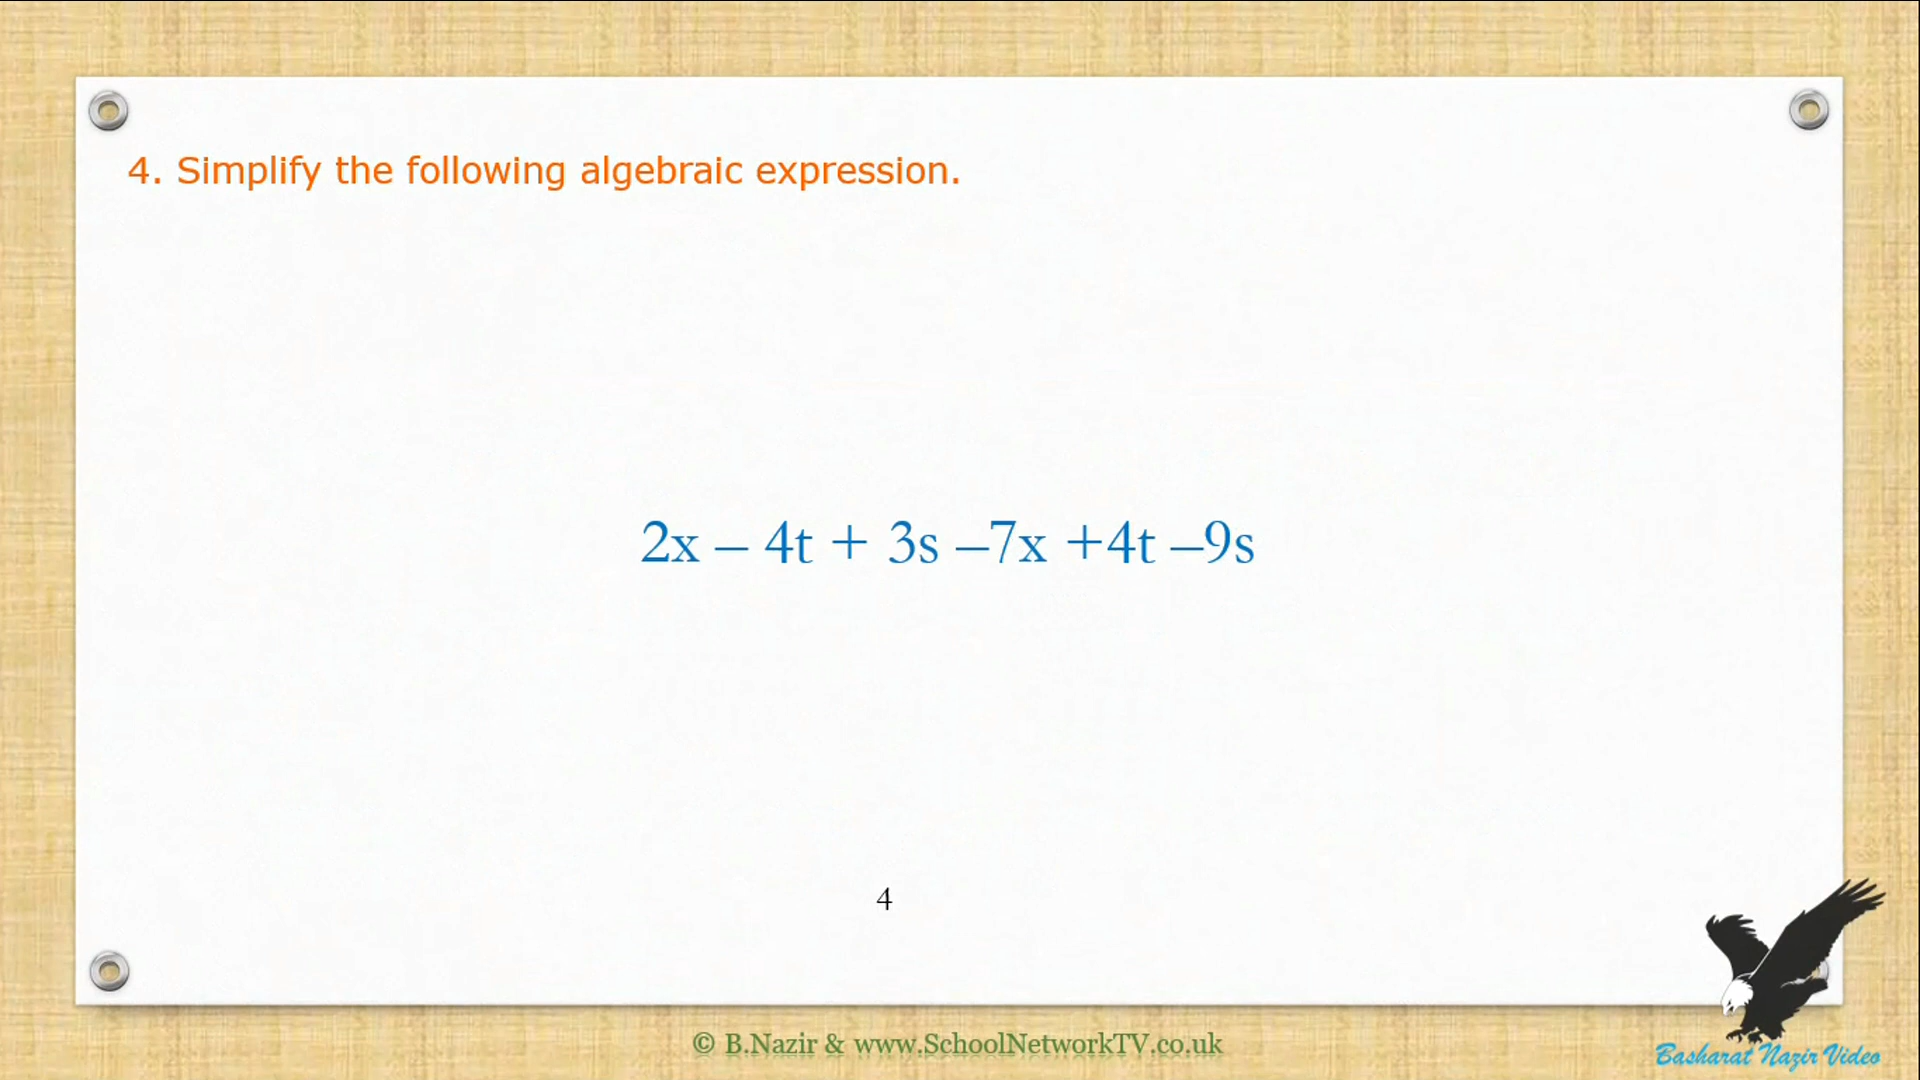 4. Simplify the following algebraic expression.
2x – 4t + 3s –7x +4t –9s
4
© B.Nazir & www.SchoolNetworkTV.co.uk
Basharat Nazir Video